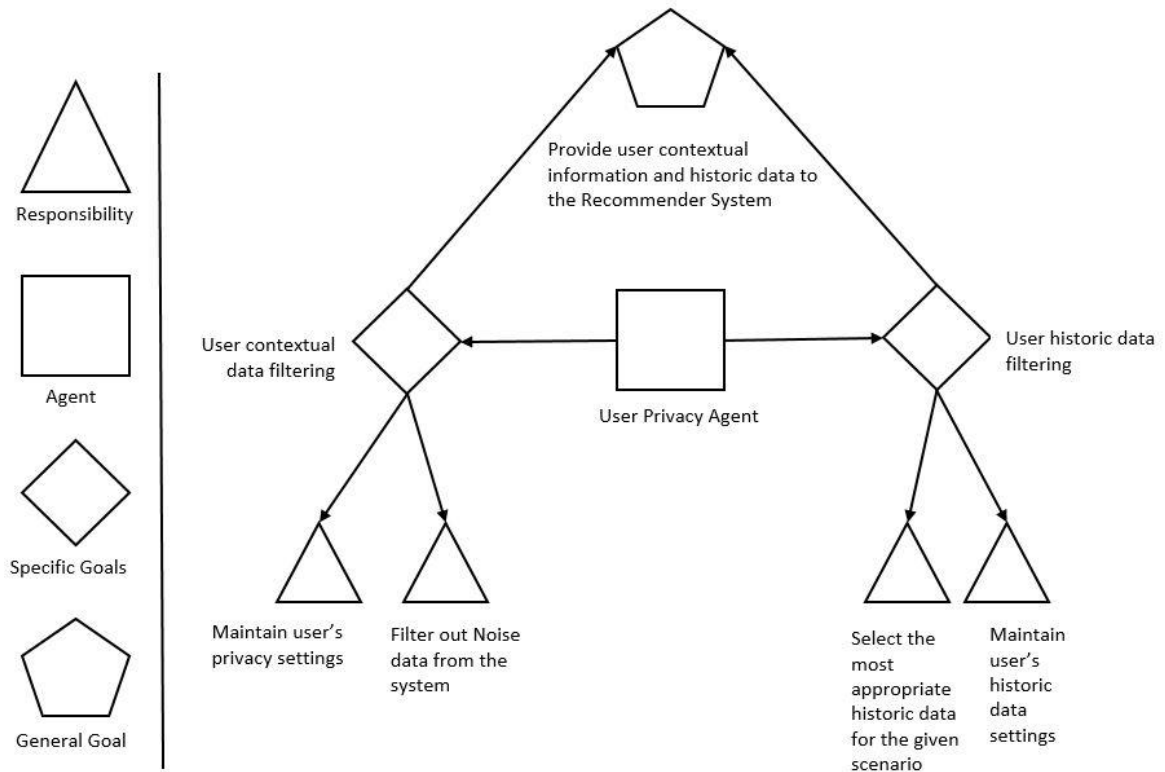 Responsibility
Agent
Specific Goals
General Goal
Provide user contextual
information and historic data to
the Recommender System
User contextual
data filtering
User Privacy Agent
User historic data
filtering
Maintain user’s
privacy settings
Filter out Noise
data from the
system
Select the
most
appropriate
historic data
for the given
scenario
Maintain
user’s
historic
data
settings